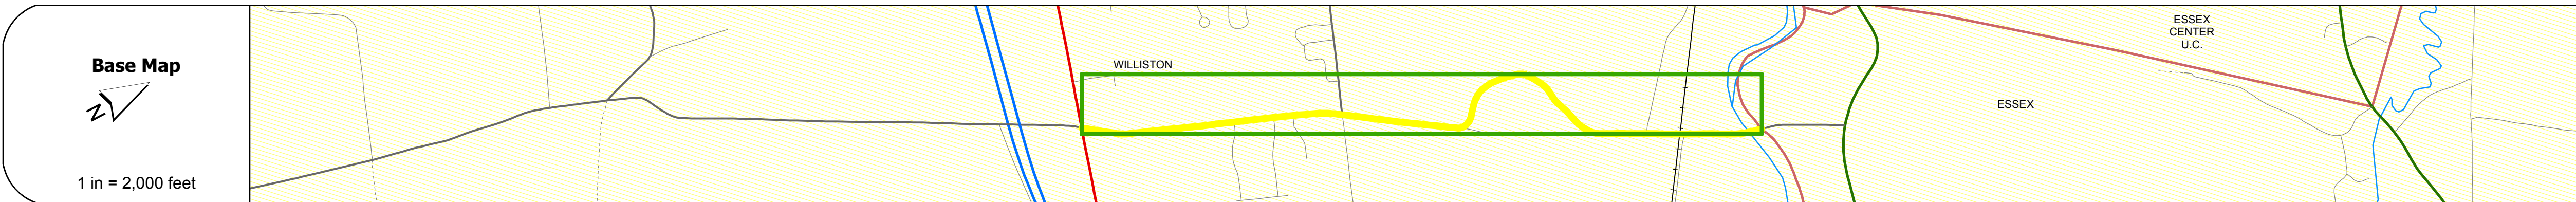 Base Map
N
1 in = 2,000 feet
WILLISTON
ESSEX
ESSEX
CENTER
U.C.